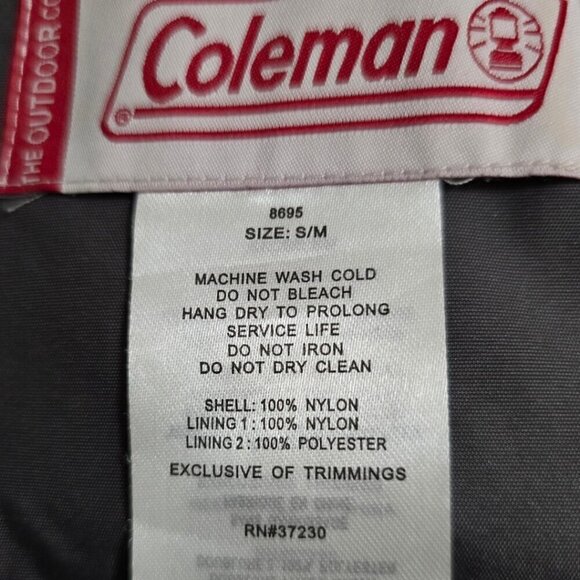 THE OUTDOOR CO
Coleman
®
8695
SIZE: S/M
MACHINE WASH COLD
DO NOT BLEACH
HANG DRY TO PROLONG
SERVICE LIFE
DO NOT IRON
DO NOT DRY CLEAN
SHELL: 100% NYLON
LINING 1 : 100% NYLON
LINING 2 : 100% POLYESTER
EXCLUSIVE OF TRIMMINGS
RN#37230